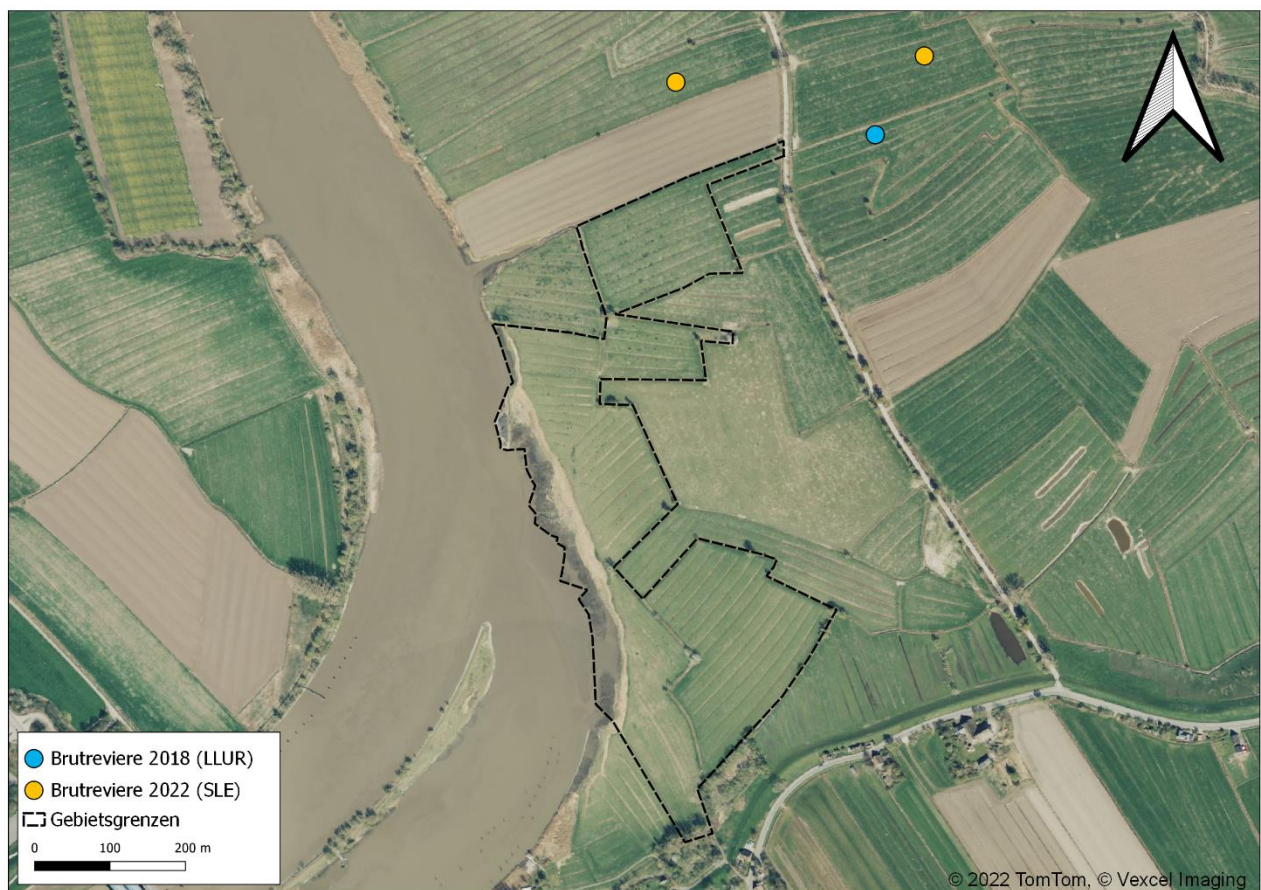 Brutreviere 2018 (LLUR)
Brutreviere 2022 (SLE)
Gebietsgrenzen
0 100 200 m
© 2022 TomTom, © Vexcel Imaging